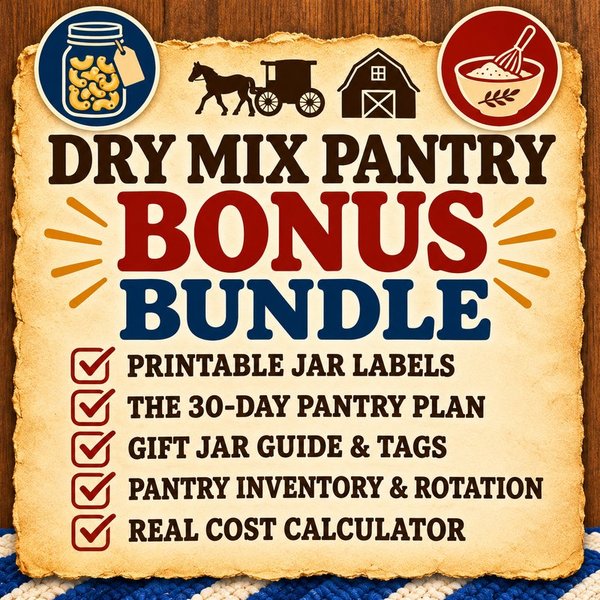 DRY MIX PANTRY
BONUS
BUNDLE
PRINTABLE JAR LABELS
THE 30-DAY PANTRY PLAN
GIFT JAR GUIDE & TAGS
PANTRY INVENTORY & ROTATION
REAL COST CALCULATOR